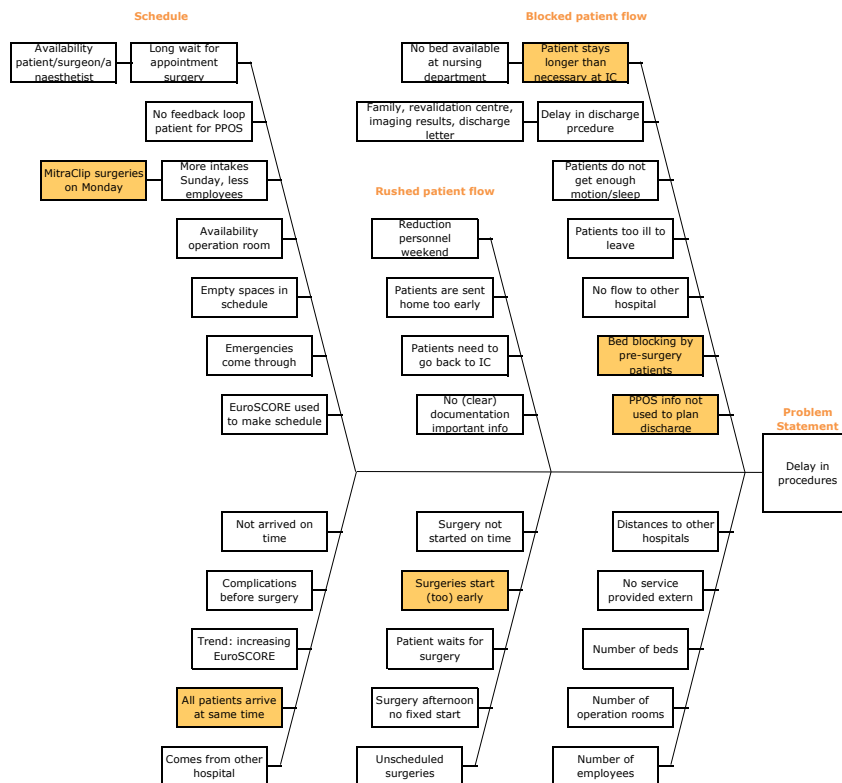 Schedule
Blocked patient flow
Availability
patient/surgeon/a
naesthetist
Long wait for
appointment
surgery
No bed available
at nursing
department
Patient stays
longer than
necessary at IC
No feedback loop
patient for PPOS
Family, revalidation centre,
imaging results, discharge
letter
Delay in discharge
prcedure
MitraClip surgeries
on Monday
More intakes
Sunday, less
employees
Rushed patient flow
Patients do not
get enough
motion/sleep
Availability
operation room
Reduction
personnel
weekend
Patients too ill to
leave
Empty spaces in
schedule
Patients are sent
home too early
No flow to other
hospital
Emergencies
come through
Patients need to
go back to IC
Bed blocking by
pre-surgery
patients
EuroSCORE used
to make schedule
No (clear)
documentation
important info
PPOS info not
used to plan
discharge
Problem
Statement
Delay in
procedures
Not arrived on
time
Surgery not
started on time
Distances to other
hospitals
Complications
before surgery
Surgeries start
(too) early
No service
provided extern
Trend: increasing
EuroSCORE
Patient waits for
surgery
Number of beds
All patients arrive
at same time
Surgery afternoon
no fixed start
Number of
operation rooms
Comes from other
hospital
Unscheduled
surgeries
Number of
employees